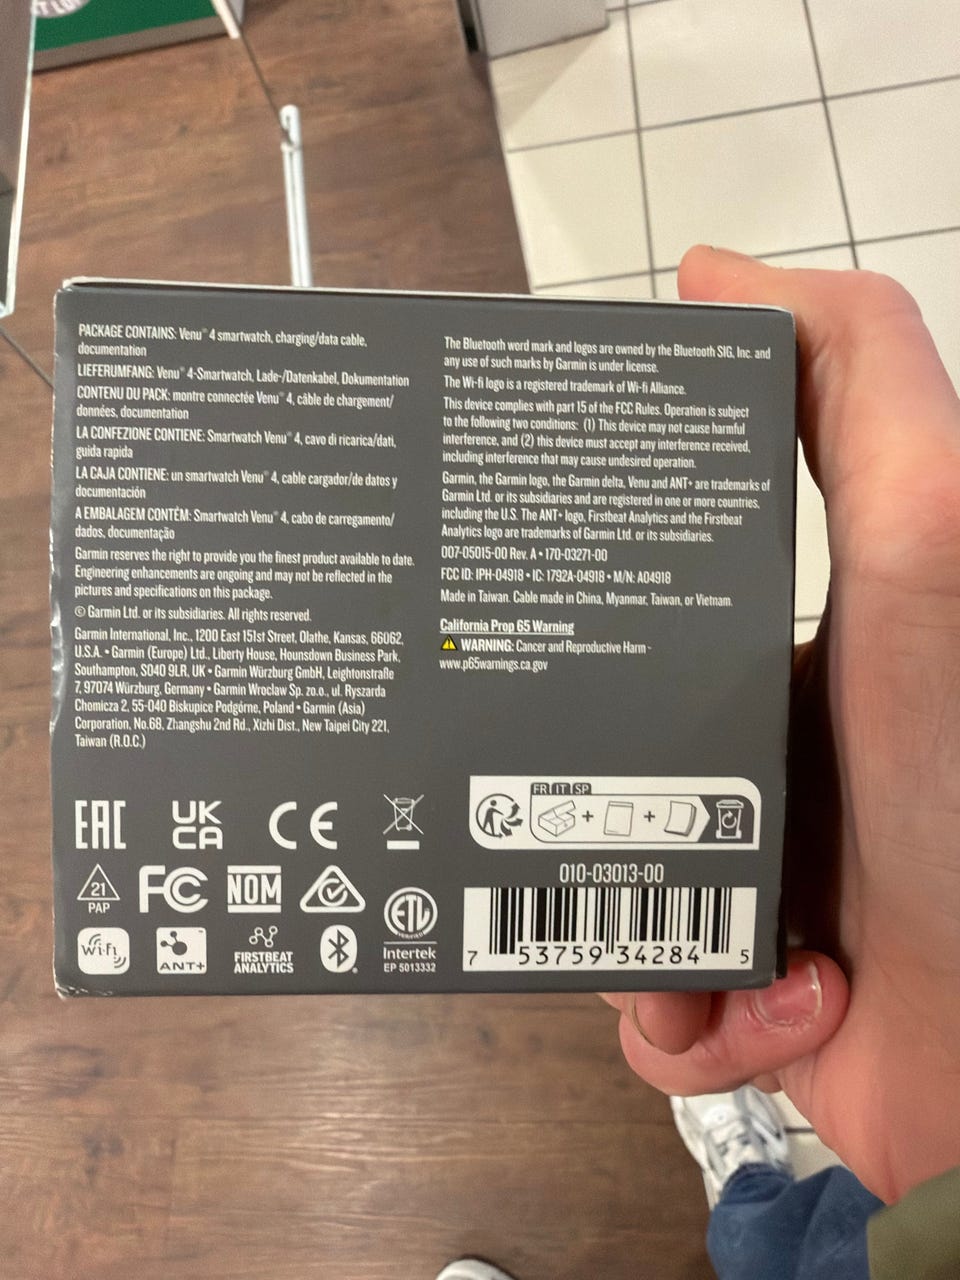 PACKAGE CONTAINS: Venu® 4 smartwatch, charging/data cable,
documentation
LIEFERUMFANG: Venu® 4-Smartwatch, Lade-/Datenkabel, Dokumentation
CONTENU DU PACK: montre connectée Venu® 4, câble de chargement/
données, documentation
LA CONFEZIONE CONTIENE: Smartwatch Venu® 4, cavo di ricarica/dati,
guida rapida
LA CAJA CONTIENE: un smartwatch Venu® 4, cable cargador/de datos y
documentación
A EMBALAGEM CONTÉM: Smartwatch Venu® 4, cabo de carregamento/
dados, documentação
Garmin reserves the right to provide you the finest product available to date.
Engineering enhancements are ongoing and may not be reflected in the
pictures and specifications on this package.
© Garmin Ltd. or its subsidiaries. All rights reserved.
Garmin International, Inc., 1200 East 151st Street, Olathe, Kansas, 66062,
U.S.A. • Garmin (Europe) Ltd., Liberty House, Hounsdown Business Park,
Southampton, SO40 9LR, UK • Garmin Würzburg GmbH, Leightonstraße
7, 97074 Würzburg, Germany • Garmin Wroclaw Sp. zo.o., ul. Ryszarda
Chomicza 2, 55-040 Biskupice Podgórne, Poland • Garmin (Asia)
Corporation, No.68, Zhangshu 2nd Rd., Xizhi Dist., New Taipei City 221,
Taiwan (R.O.C.)
The Bluetooth word mark and logos are owned by the Bluetooth SIG, Inc. and
any use of such marks by Garmin is under license.
The Wi-Fi logo is a registered trademark of Wi-Fi Alliance.
This device complies with part 15 of the FCC Rules. Operation is subject
to the following two conditions: (1) This device may not cause harmful
interference, and (2) this device must accept any interference received,
including interference that may cause undesired operation.
Garmin, the Garmin logo, the Garmin delta, Venu and ANT+ are trademarks of
Garmin Ltd. or its subsidiaries and are registered in one or more countries,
including the U.S. The ANT+ logo, Firstbeat Analytics and the Firstbeat
Analytics logo are trademarks of Garmin Ltd. or its subsidiaries.
007-05015-00 Rev. A • 170-03271-00
FCC ID: IPH-04918 • IC: 1792A-04918 • M/N: A04918
Made in Taiwan. Cable made in China, Myanmar, Taiwan, or Vietnam.
California Prop 65 Warning
WARNING: Cancer and Reproductive Harm -
www.p65warnings.ca.gov
EAC
UK
CA
CE
21
PAP
FC
NOM
ETL
VERIFIED
Intertek
EP 5013332
Wi-Fi
ANT+
FIRSTBEAT
ANALYTICS
FR IT SP
+ +
010-03013-00
7 53759 34284 5